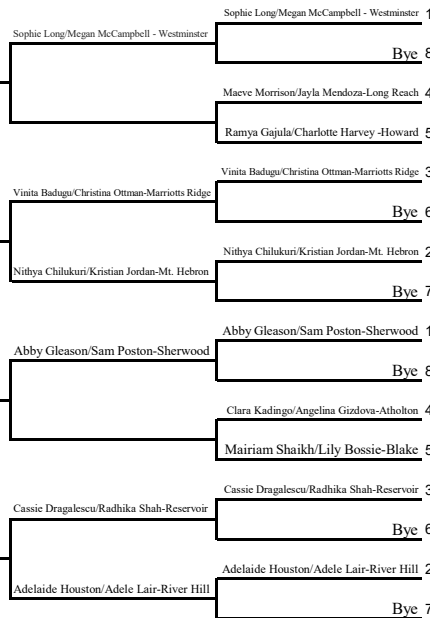 Sophie Long/Megan McCampbell - Westminster 1
Sophie Long/Megan McCampbell - Westminster
Bye 8
Maeve Morrison/Jayla Mendoza-Long Reach 4
Ramya Gajula/Charlotte Harvey -Howard 5
Vinita Badugu/Christina Ottman-Marriotts Ridge 3
Vinita Badugu/Christina Ottman-Marriotts Ridge
Bye 6
Nithya Chilukuri/Kristian Jordan-Mt. Hebron 2
Nithya Chilukuri/Kristian Jordan-Mt. Hebron
Bye 7
Abby Gleason/Sam Poston-Sherwood 1
Abby Gleason/Sam Poston-Sherwood
Bye 8
Clara Kadingo/Angelina Gizdova-Atholton 4
Mairiam Shaikh/Lily Bossie-Blake 5
Cassie Dragalescu/Radhika Shah-Reservoir 3
Cassie Dragalescu/Radhika Shah-Reservoir
Bye 6
Adelaide Houston/Adele Lair-River Hill 2
Adelaide Houston/Adele Lair-River Hill
Bye 7